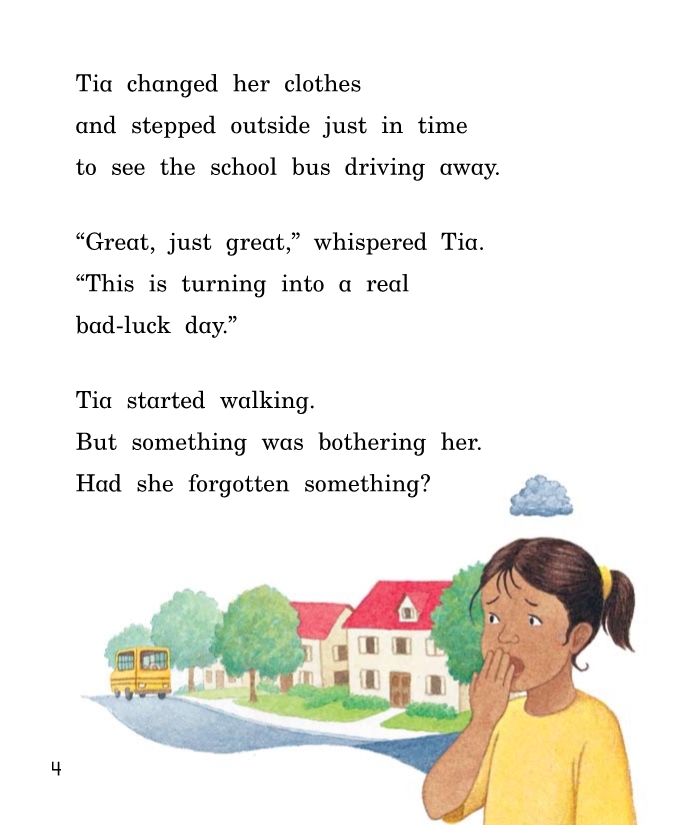 Tia changed her clothes
and stepped outside just in time
to see the school bus driving away.
“Great, just great,” whispered Tia.
“This is turning into a real
bad-luck day.”
Tia started walking.
But something was bothering her.
Had she forgotten something?
4